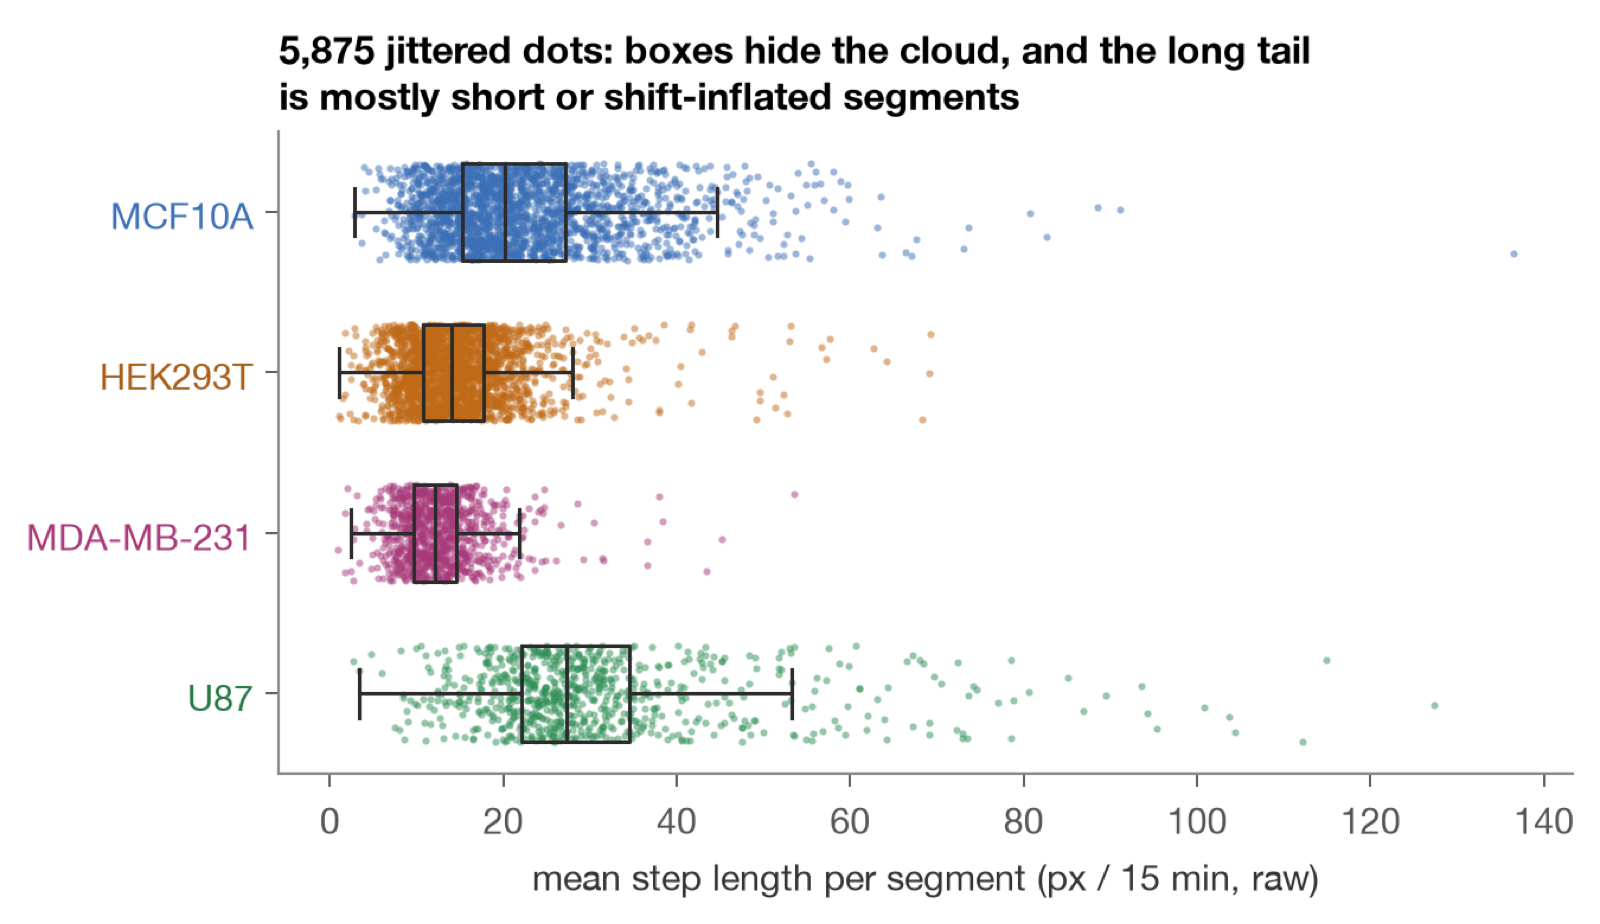 5,875 jittered dots: boxes hide the cloud, and the long tail
is mostly short or shift-inflated segments
MCF10A
HEK293T
MDA-MB-231
U87
0 20 40 60 80 100 120 140
mean step length per segment (px / 15 min, raw)